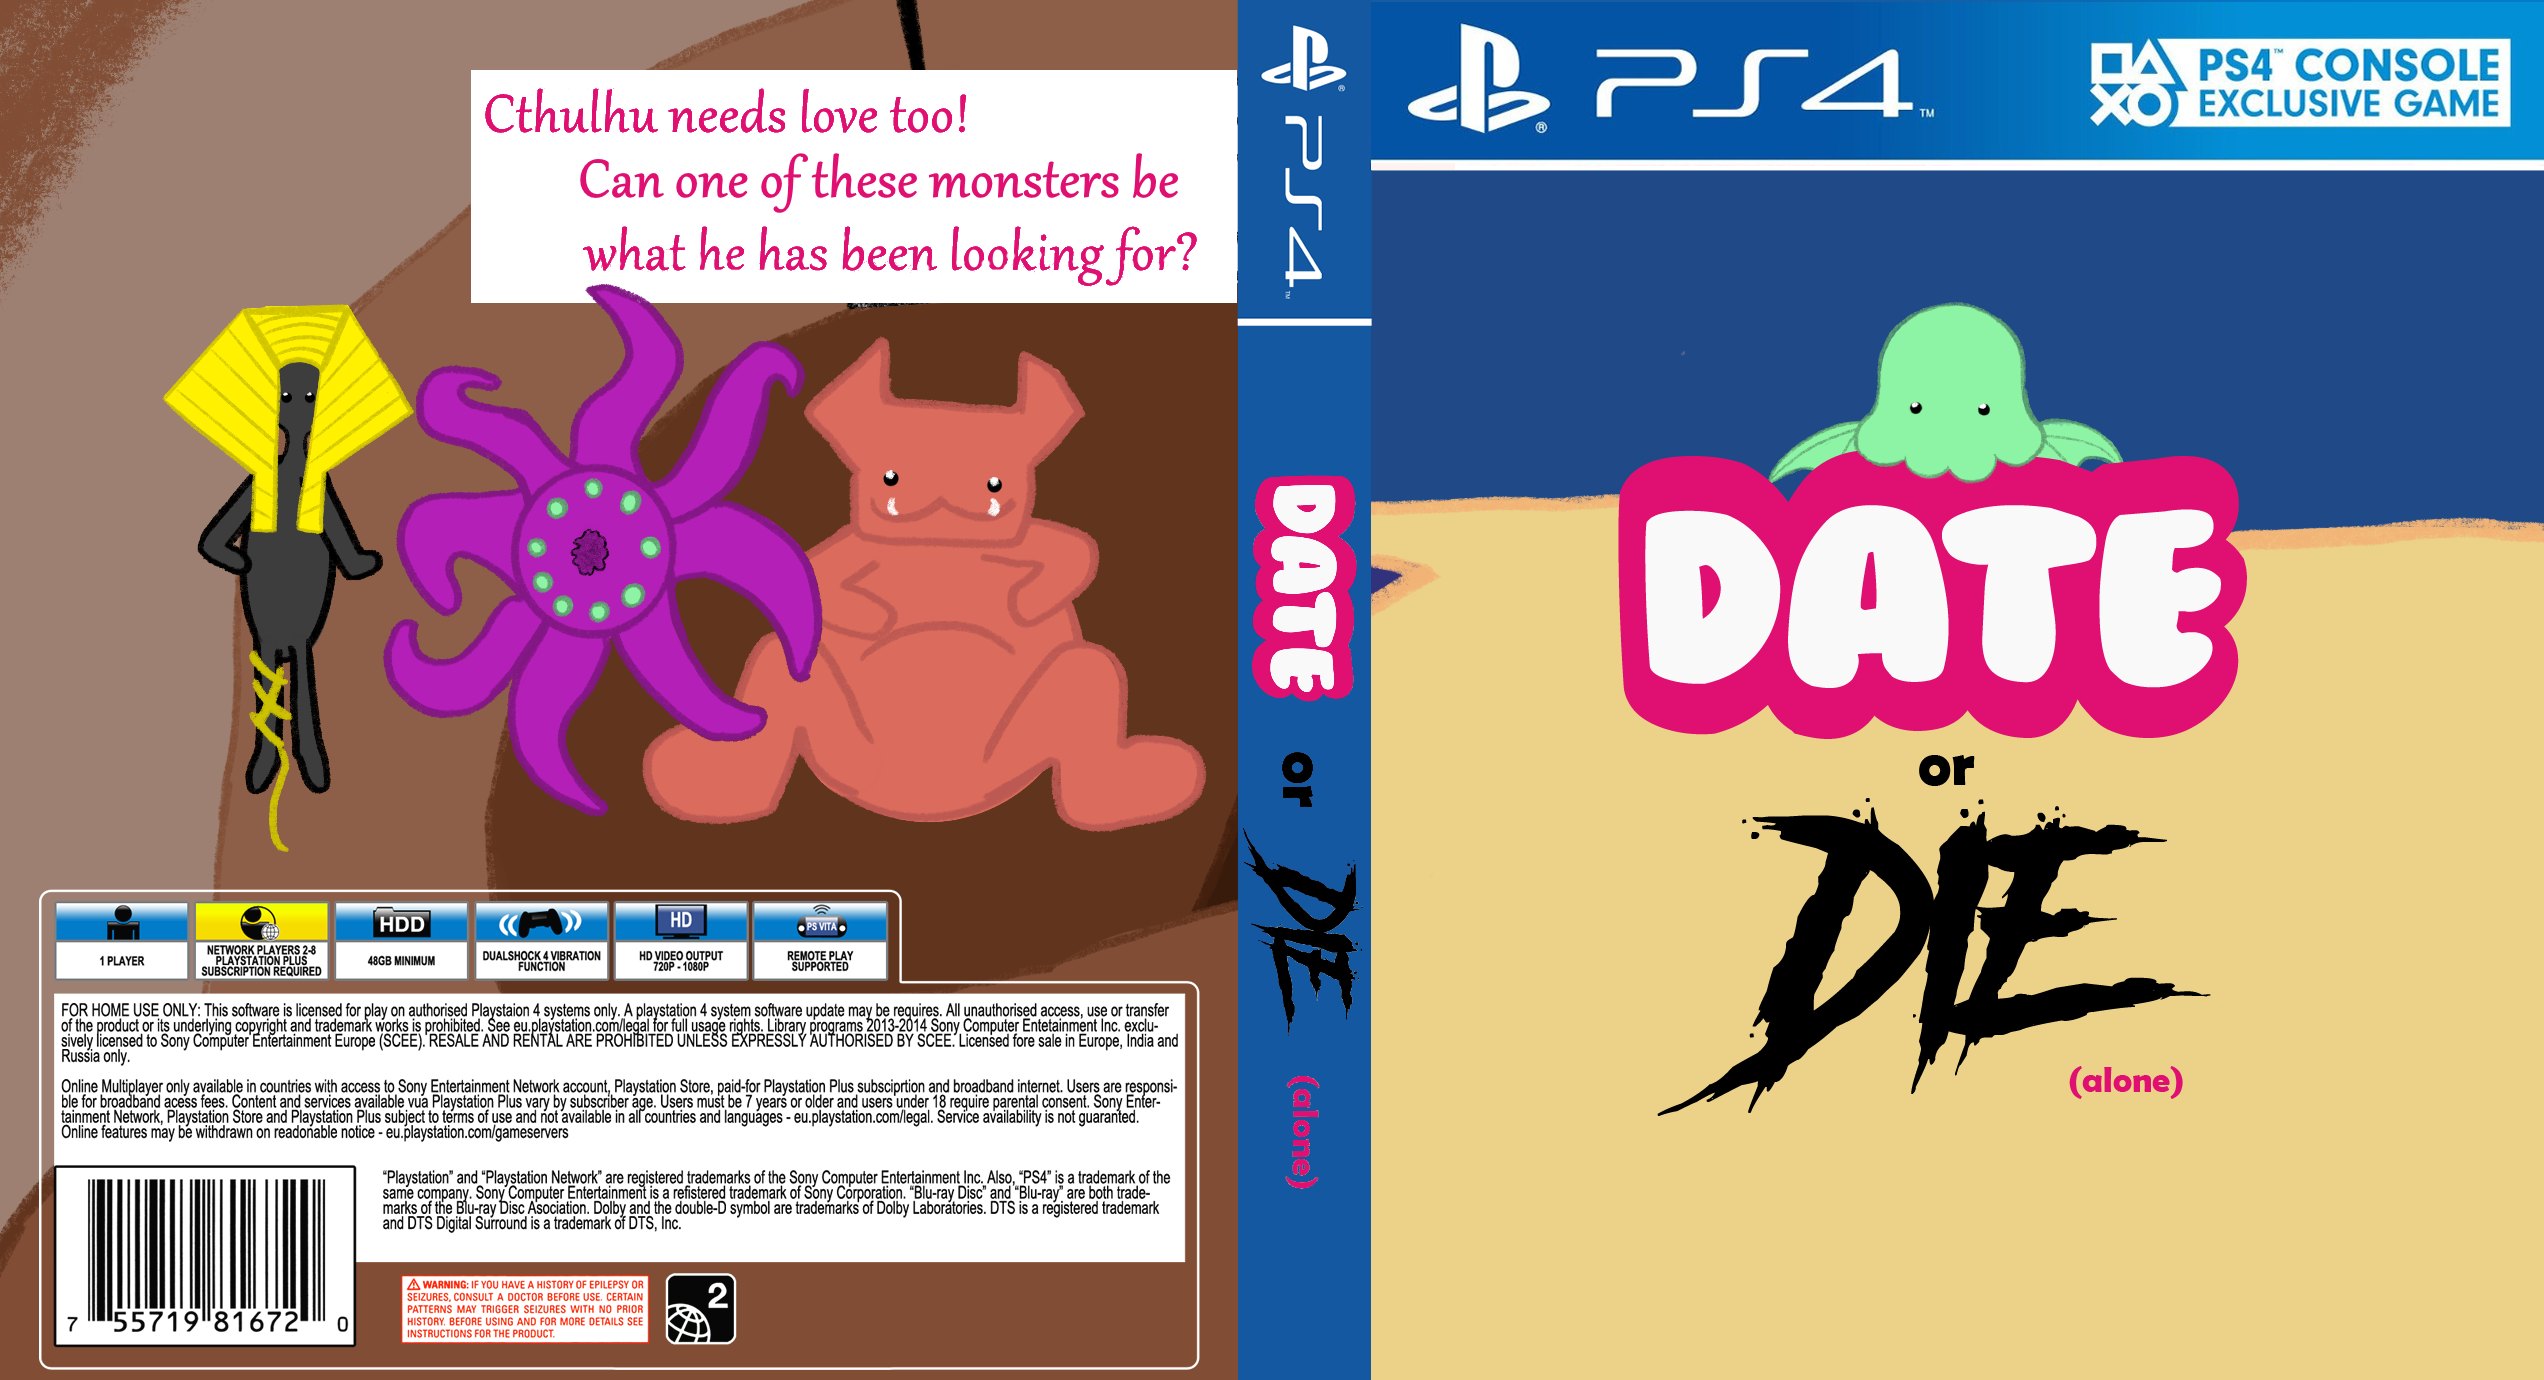 Cthulhu needs love too!
Can one of these monsters be
what he has been looking for?
1 PLAYER
NETWORK PLAYERS 2-8
PLAYSTATION PLUS
SUBSCRIPTION REQUIRED
HDD
48GB MINIMUM
DUALSHOCK 4 VIBRATION
FUNCTION
HD
HD VIDEO OUTPUT
720P - 1080P
PS VITA
REMOTE PLAY
SUPPORTED
FOR HOME USE ONLY: This software is licensed for play on authorised Playstaion 4 systems only. A playstation 4 system software update may be requires. All unauthorised access, use or transfer
of the product or its underlying copyright and trademark works is prohibited. See eu.playstation.com/legal for full usage rights. Library programs 2013-2014 Sony Computer Entetainment Inc. exclu-
sively licensed to Sony Computer Entertainment Europe (SCEE). RESALE AND RENTAL ARE PROHIBITED UNLESS EXPRESSLY AUTHORISED BY SCEE. Licensed fore sale in Europe, India and
Russia only.
Online Multiplayer only available in countries with access to Sony Entertainment Network account, Playstation Store, paid-for Playstation Plus subsciprtion and broadband internet. Users are responsi-
ble for broadband acess fees. Content and services available vua Playstation Plus vary by subscriber age. Users must be 7 years or older and users under 18 require parental consent. Sony Enter-
tainment Network, Playstation Store and Playstation Plus subject to terms of use and not available in all countries and languages - eu.playstation.com/legal. Service availability is not guaranted.
Online features may be withdrawn on readonable notice - eu.playstation.com/gameservers
"Playstation" and "Playstation Network" are registered trademarks of the Sony Computer Entertainment Inc. Also, "PS4" is a trademark of the
same company. Sony Computer Entertainment is a refistered trademark of Sony Corporation. "Blu-ray Disc" and "Blu-ray" are both trade-
marks of the Blu-ray Disc Asociation. Dolby and the double-D symbol are trademarks of Dolby Laboratories. DTS is a registered trademark
and DTS Digital Surround is a trademark of DTS, Inc.
7 55719 81672 0
WARNING: IF YOU HAVE A HISTORY OF EPILEPSY OR
SEIZURES, CONSULT A DOCTOR BEFORE USE. CERTAIN
PATTERNS MAY TRIGGER SEIZURES WITH NO PRIOR
HISTORY. BEFORE USING AND FOR MORE DETAILS SEE
INSTRUCTIONS FOR THE PRODUCT.
2
PS4
DATE
or
DIE
(alone)
PS4™
PS4™ CONSOLE
EXCLUSIVE GAME
DATE
or
DIE
(alone)